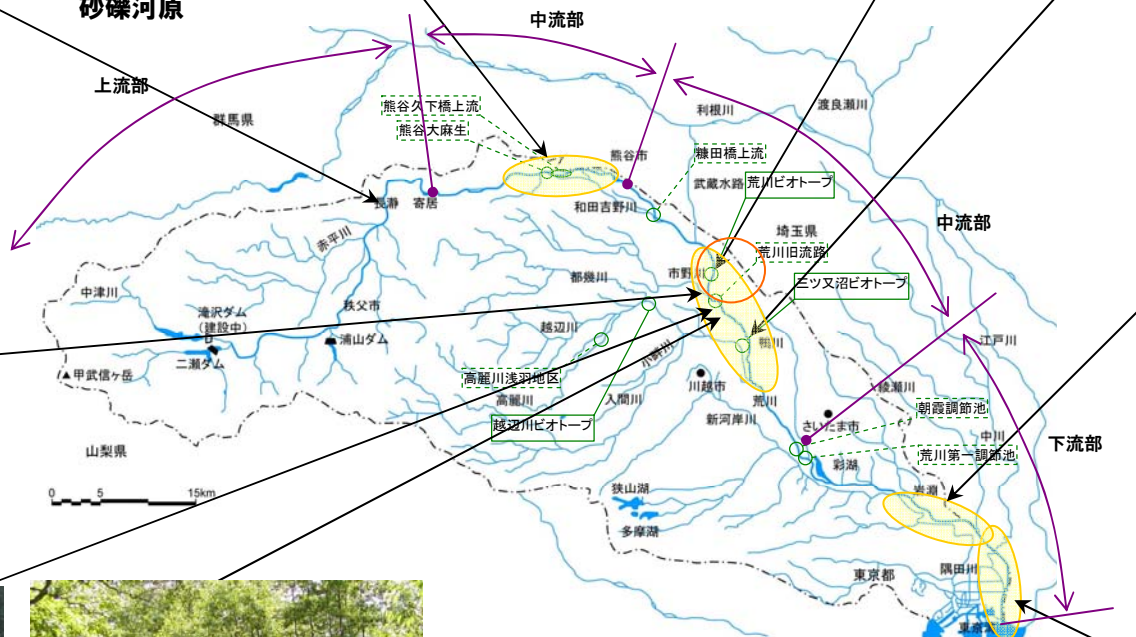 砂礫河原
中流部
上流部
群馬県
熊谷久下橋上流
熊谷大麻生
利根川
渡良瀬川
熊谷市
糠田橋上流
武蔵水路
荒川ビオトープ
長瀞
寄居
和田吉野川
中流部
埼玉県
荒川旧流路
赤平川
都幾川
市野川
三ツ又沼ビオトープ
中津川
秩父市
滝沢ダム
(建設中)
越辺川
浦山ダム
鴨川
江戸川
二瀬ダム
小畔川
甲武信ヶ岳
高麗川浅羽地区
川越市
綾瀬川
高麗川
入間川
荒川
朝霞調節池
新河岸川
さいたま市
越辺川ビオトープ
中川
下流部
山梨県
荒川第一調節池
彩湖
0 5 15km
狭山湖
岩淵
多摩湖
東京都
隅田川